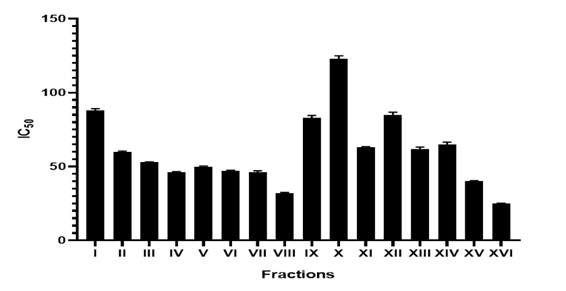 150
100
50
0
IC50
I II III IV V VI VII VIII IX X XI XII XIII XIV XV XVI
Fractions